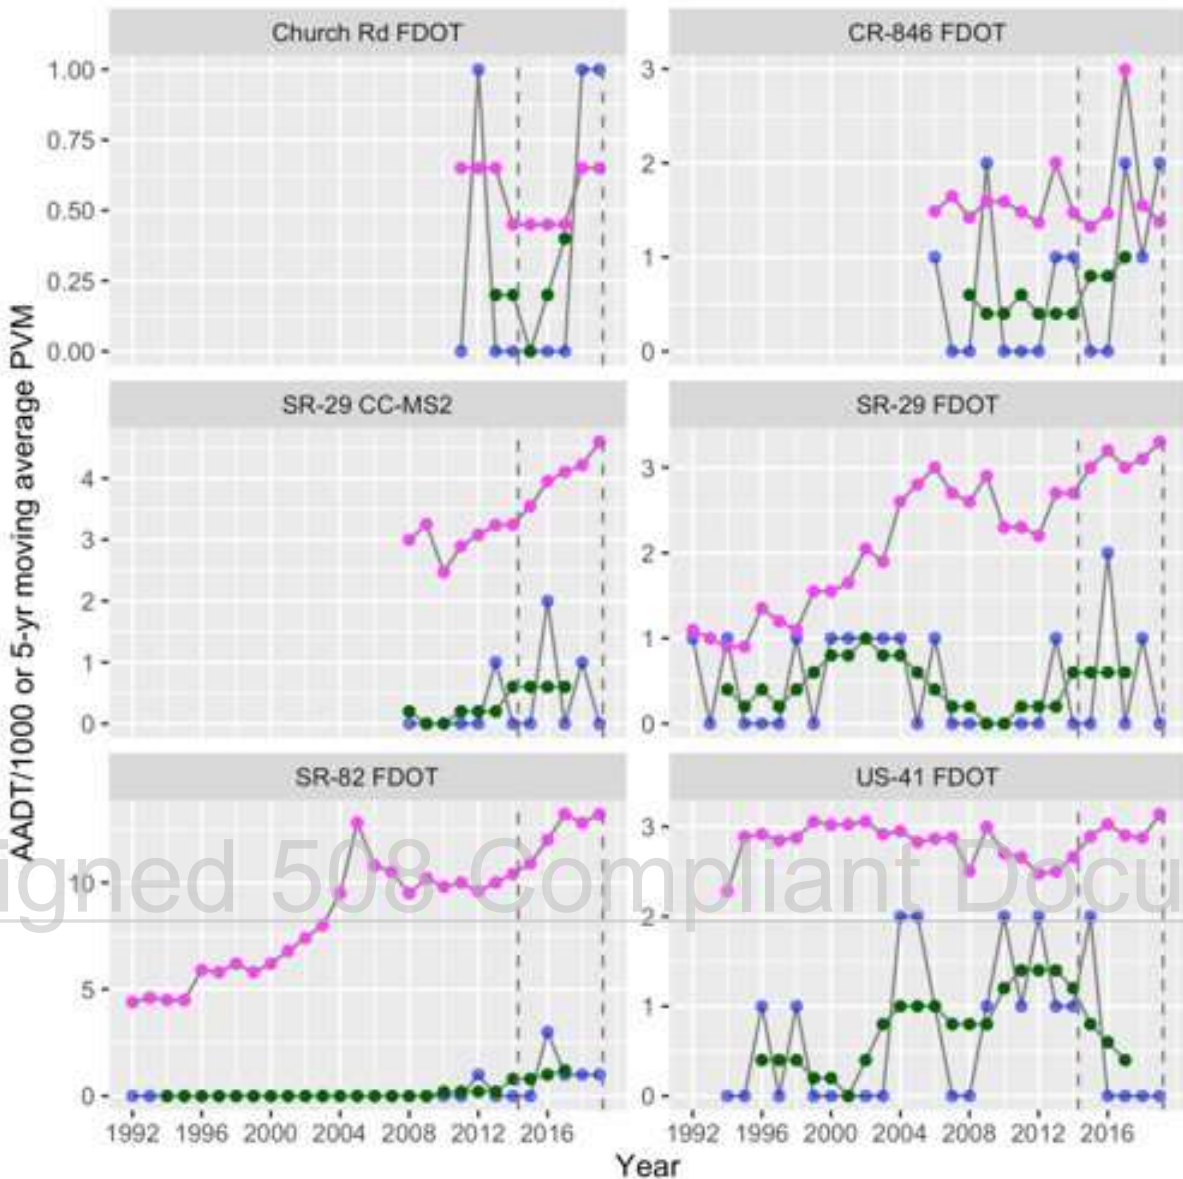 Church Rd FDOT
CR-846 FDOT
1.00
0.75
0.50
0.25
0.00
3
2
1
0
SR-29 CC-MS2
SR-29 FDOT
4
3
2
1
0
3
2
1
0
SR-82 FDOT
US-41 FDOT
10
5
0
3
2
1
0
1992 1996 2000 2004 2008 2012 2016
1992 1996 2000 2004 2008 2012 2016
Year
AADT/1000 or 5-yr moving average PVM
igned 508 Compliant Docu